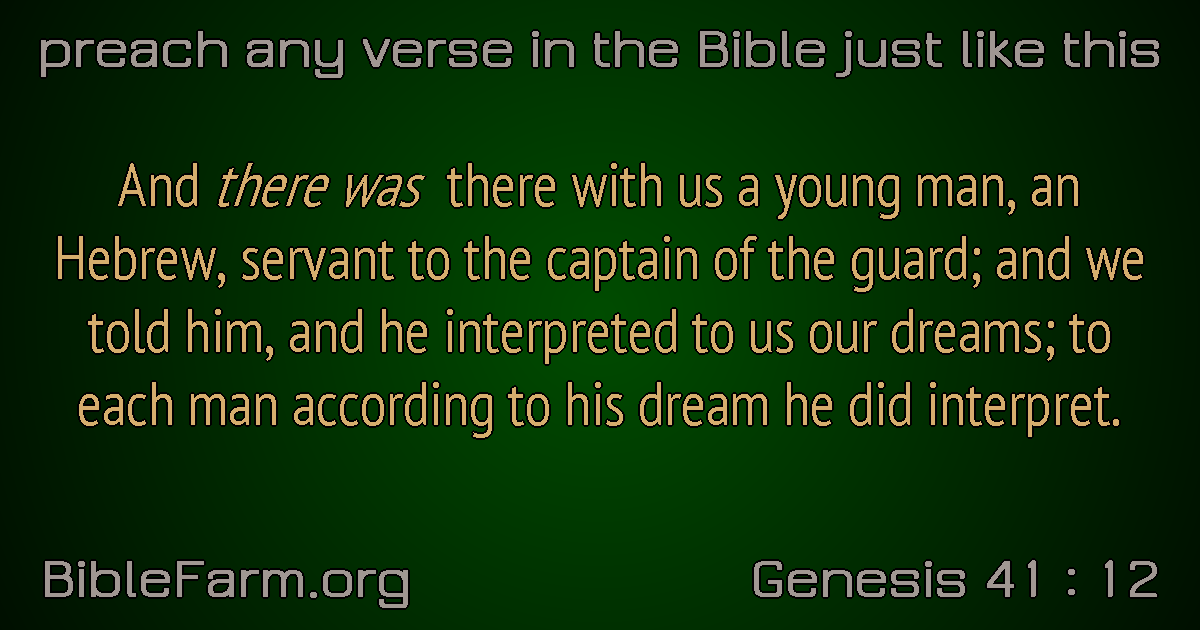 preach any verse in the Bible just like this
And there was there with us a young man, an
Hebrew, servant to the captain of the guard; and we
told him, and he interpreted to us our dreams; to
each man according to his dream he did interpret.
BibleFarm.org
Genesis 41 : 12